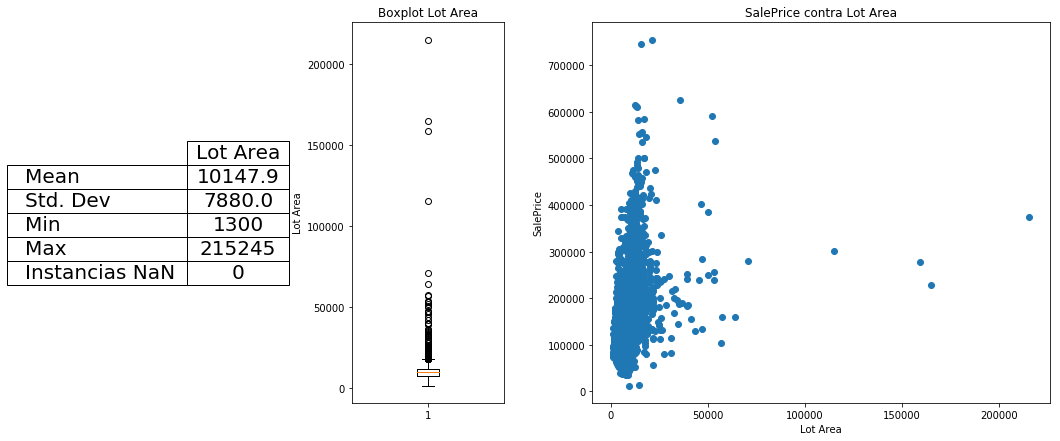 Lot Area
Mean 10147.9
Std. Dev 7880.0
Min 1300
Max 215245
Instancias NaN 0
Boxplot Lot Area
Lot Area
200000
150000
100000
50000
0
1
SalePrice contra Lot Area
SalePrice
700000
600000
500000
400000
300000
200000
100000
0
0 50000 100000 150000 200000
Lot Area